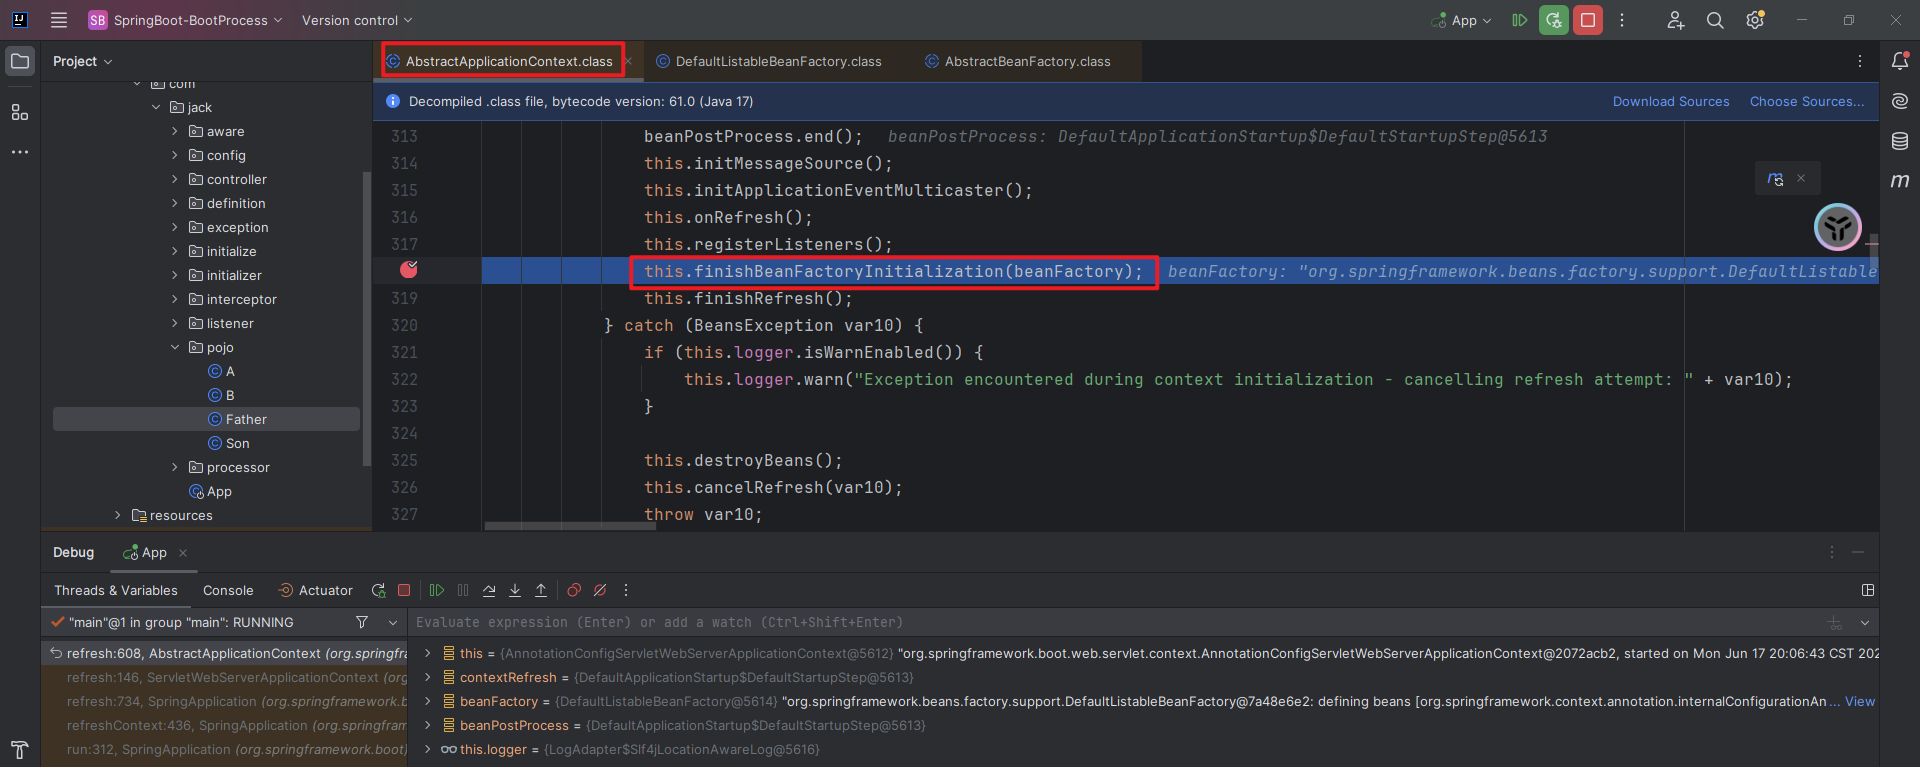 SB SpringBoot-BootProcess Version control App
Project
AbstractApplicationContext.class DefaultListableBeanFactory.class AbstractBeanFactory.class
Decompiled .class file, bytecode version: 61.0 (Java 17) Download Sources Choose Sources...
com
jack
aware
config
controller
definition
exception
initialize
initializer
interceptor
listener
pojo
A
B
Father
Son
processor
App
resources
313 beanPostProcess.end(); beanPostProcess: DefaultApplicationStartup$DefaultStartupStep@5613
314 this.initMessageSource();
315 this.initApplicationEventMulticaster();
316 this.onRefresh();
317 this.registerListeners();
this.finishBeanFactoryInitialization(beanFactory); beanFactory: "org.springframework.beans.factory.support.DefaultListable
319 this.finishRefresh();
320 } catch (BeansException var10) {
321 if (this.logger.isWarnEnabled()) {
322 this.logger.warn("Exception encountered during context initialization - cancelling refresh attempt: " + var10);
323 }
324
325 this.destroyBeans();
326 this.cancelRefresh(var10);
327 throw var10;
Debug App
Threads & Variables Console Actuator
"main"@1 in group "main": RUNNING
refresh:608, AbstractApplicationContext (org.springfra
refresh:146, ServletWebServerApplicationContext (org
refresh:734, SpringApplication (org.springframework.b
refreshContext:436, SpringApplication (org.springfram
run:312, SpringApplication (org.springframework.boot)
Evaluate expression (Enter) or add a watch (Ctrl+Shift+Enter)
this = {AnnotationConfigServletWebServerApplicationContext@5612} "org.springframework.boot.web.servlet.context.AnnotationConfigServletWebServerApplicationContext@2072acb2, started on Mon Jun 17 20:06:43 CST 202
contextRefresh = {DefaultApplicationStartup$DefaultStartupStep@5613}
beanFactory = {DefaultListableBeanFactory@5614} "org.springframework.beans.factory.support.DefaultListableBeanFactory@7a48e6e2: defining beans [org.springframework.context.annotation.internalConfigurationAn... View
beanPostProcess = {DefaultApplicationStartup$DefaultStartupStep@5613}
this.logger = {LogAdapter$Slf4jLocationAwareLog@5616}